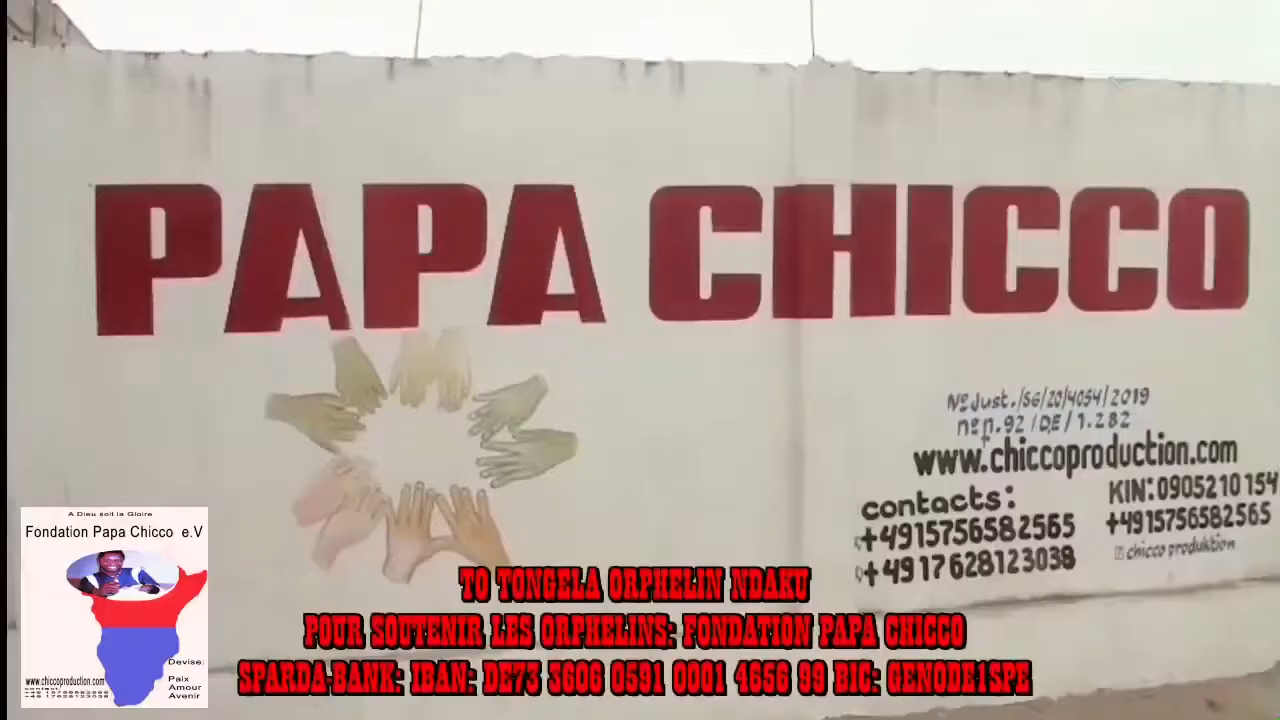 PAPA CHICCO
Nº Just./SG/20/4054/2019
nº n.92 /DE/1.282
www.chiccoproduction.com
contacts:
+4915756582565
+4917628123038
KIN: 0905210154
+4915756582565
chicco produktion
A Dieu soit la Gloire
Fondation Papa Chicco e.V
Devise:
Paix
Amour
Avenir
www.chiccoproduction.com
TO TONGELA ORPHELIN NDAKU
POUR SOUTENIR LES ORPHELINS: FONDATION PAPA CHICCO
SPARDA-BANK: IBAN: DE73 3606 0591 0001 4656 99 BIC: GENODE1SPE